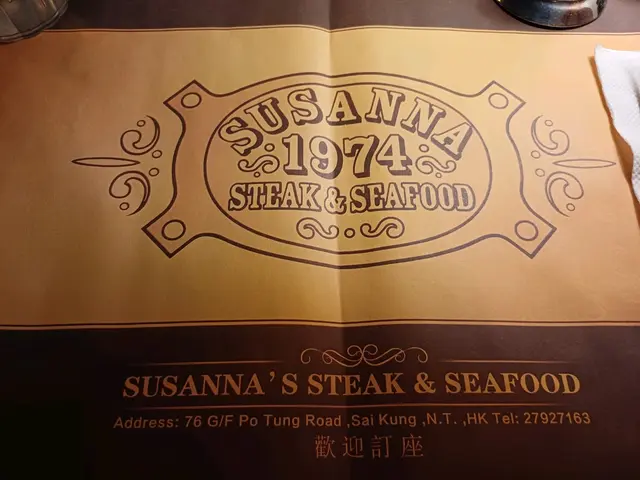 SUSANNA
1974
STEAK & SEAFOOD
SUSANNA'S STEAK & SEAFOOD
Address: 76 G/F Po Tung Road ,Sai Kung ,N.T. ,HK Tel: 27927163
歡迎訂座